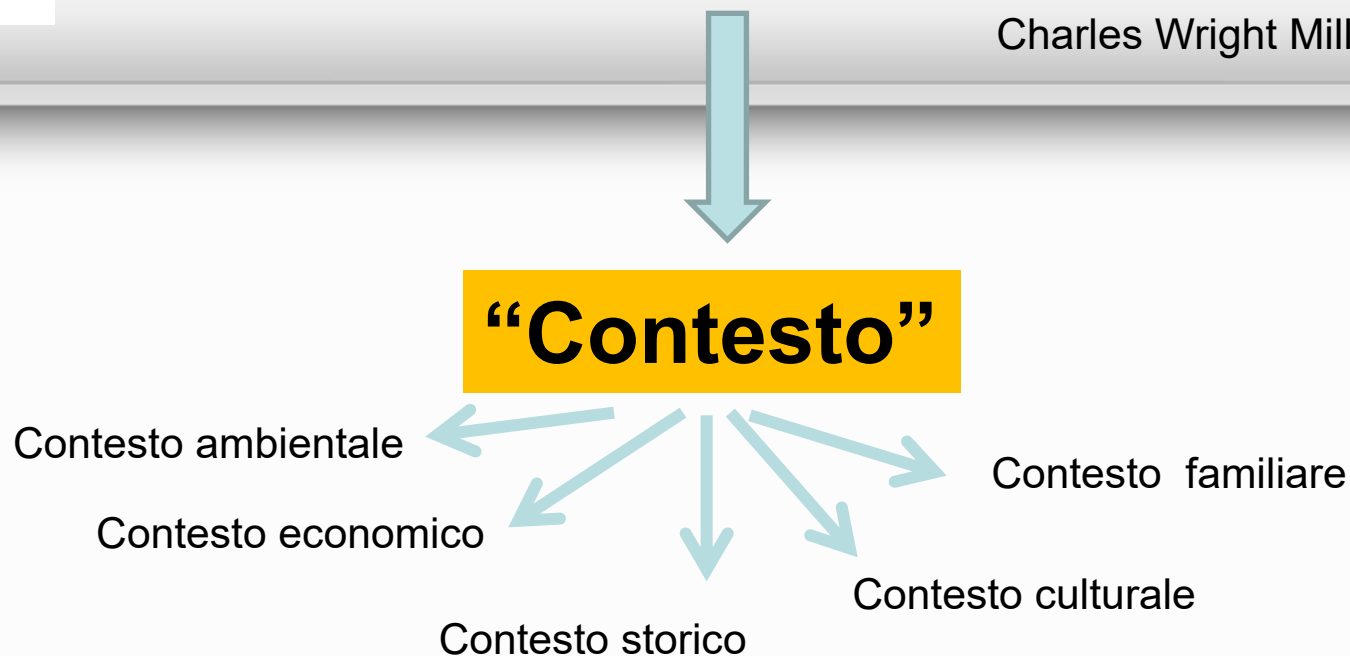 Charles Wright Mill
“Contesto”
Contesto ambientale
Contesto familiare
Contesto economico
Contesto culturale
Contesto storico